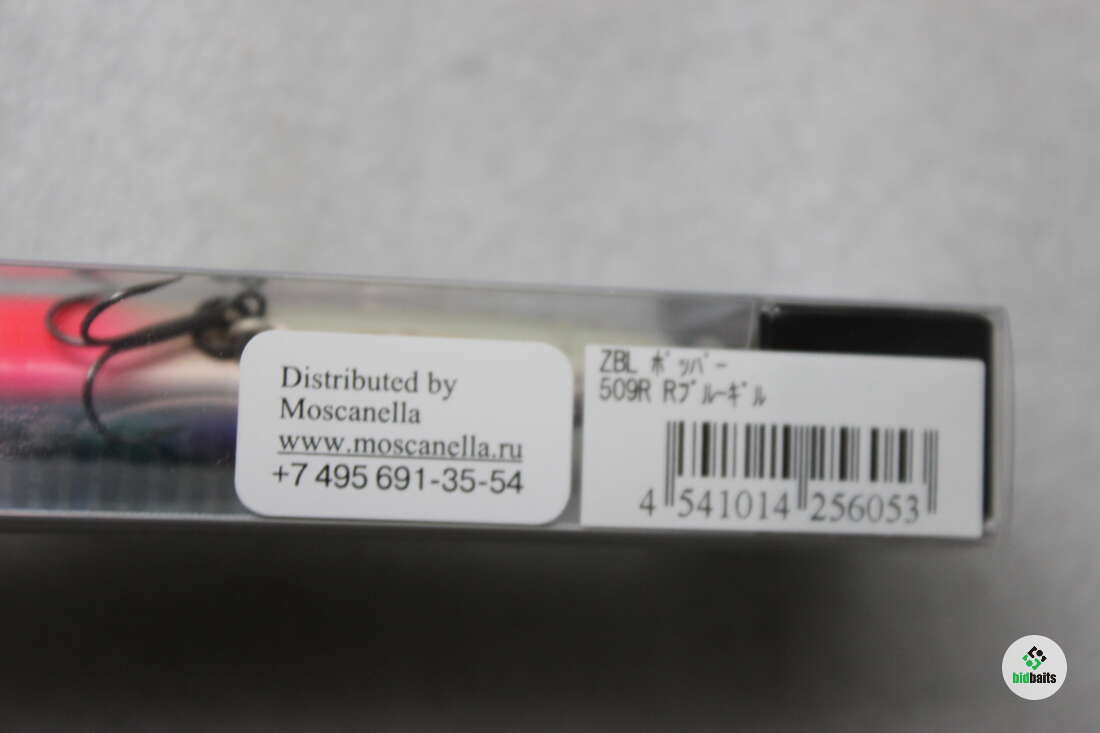 Distributed by
Moscanella
www.moscanella.ru
+7 495 691-35-54
ZBL ﾎﾟｯﾊﾟｰ
509R Rﾌﾞﾙｰｷﾞﾙ
4 541014 256053
bidbaits